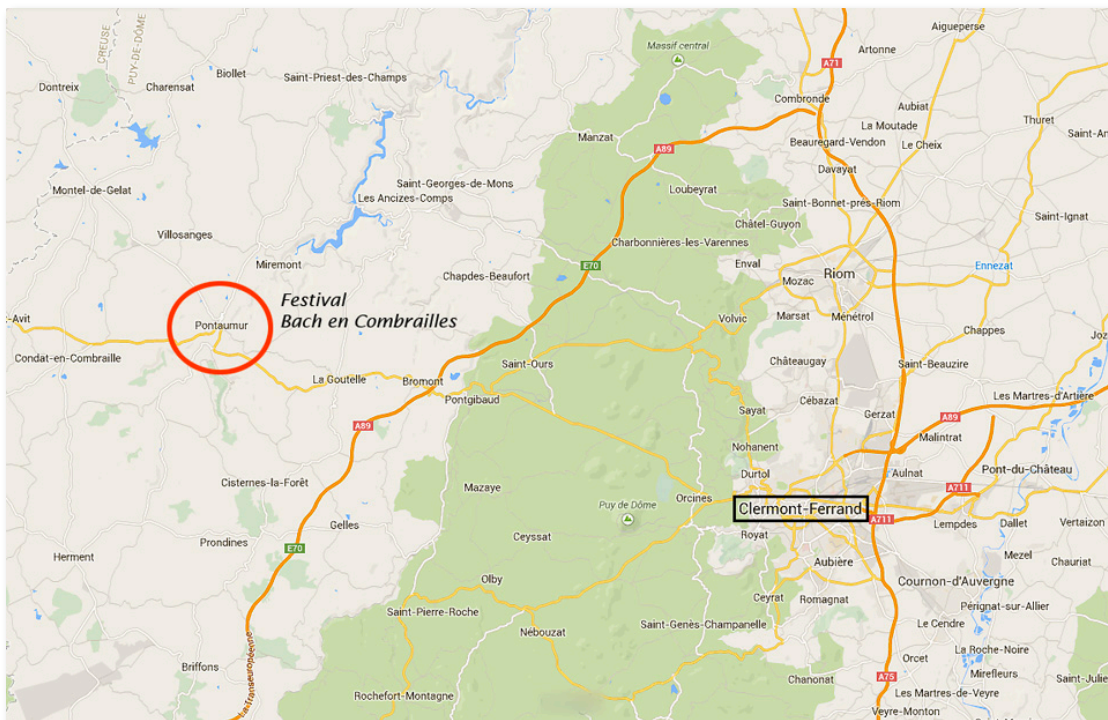 Massif central
Aigueperse
Artonne
A71
CREUSE
PUY-DE-DÔME
Biollet
Saint-Priest-des-Champs
Dontreix
Charensat
Combronde
Aubiat
Thuret
La Moutade
Saint-An
Manzat
A89
Beauregard-Vendon
Le Cheix
Davayat
Montel-de-Gelat
Saint-Georges-de-Mons
Les Ancizes-Comps
Loubeyrat
Saint-Bonnet-près-Riom
Châtel-Guyon
Saint-Ignat
Villosanges
Charbonnières-les-Varennes
Miremont
Chapdes-Beaufort
E70
Enval
Riom
Ennezat
Mozac
Festival
Bach en Combrailles
-Avit
Pontaumur
Volvic
Marsat
Ménétrol
Chappes
Joz
Condat-en-Combraille
Saint-Ours
Châteaugay
Saint-Beauzire
La Goutelle
Bromont
Pontgibaud
Cébazat
Les Martres-d'Artière
Sayat
Gerzat
A89
A89
Malintrat
Nohanent
Durtol
Aulnat
Pont-du-Château
Cisternes-la-Forêt
Mazaye
A711
Orcines
Puy de Dôme
Clermont-Ferrand
A711
Gelles
Lempdes
Dallet
Vertaizon
Prondines
Ceyssat
Royat
E70
Herment
Aubière
Mezel
Chauriat
Olby
Cournon-d'Auvergne
Ceyrat
Romagnat
Saint-Pierre-Roche
Pérignat-sur-Allier
Nébouzat
Saint-Genès-Champanelle
Le Cendre
La Roche-Noire
La Transeuropéenne
Briffons
Orcet
Mirefleurs
Chanonat
A75
Saint-Julie
Rochefort-Montagne
Les Martres-de-Veyre
Veyre-Monton